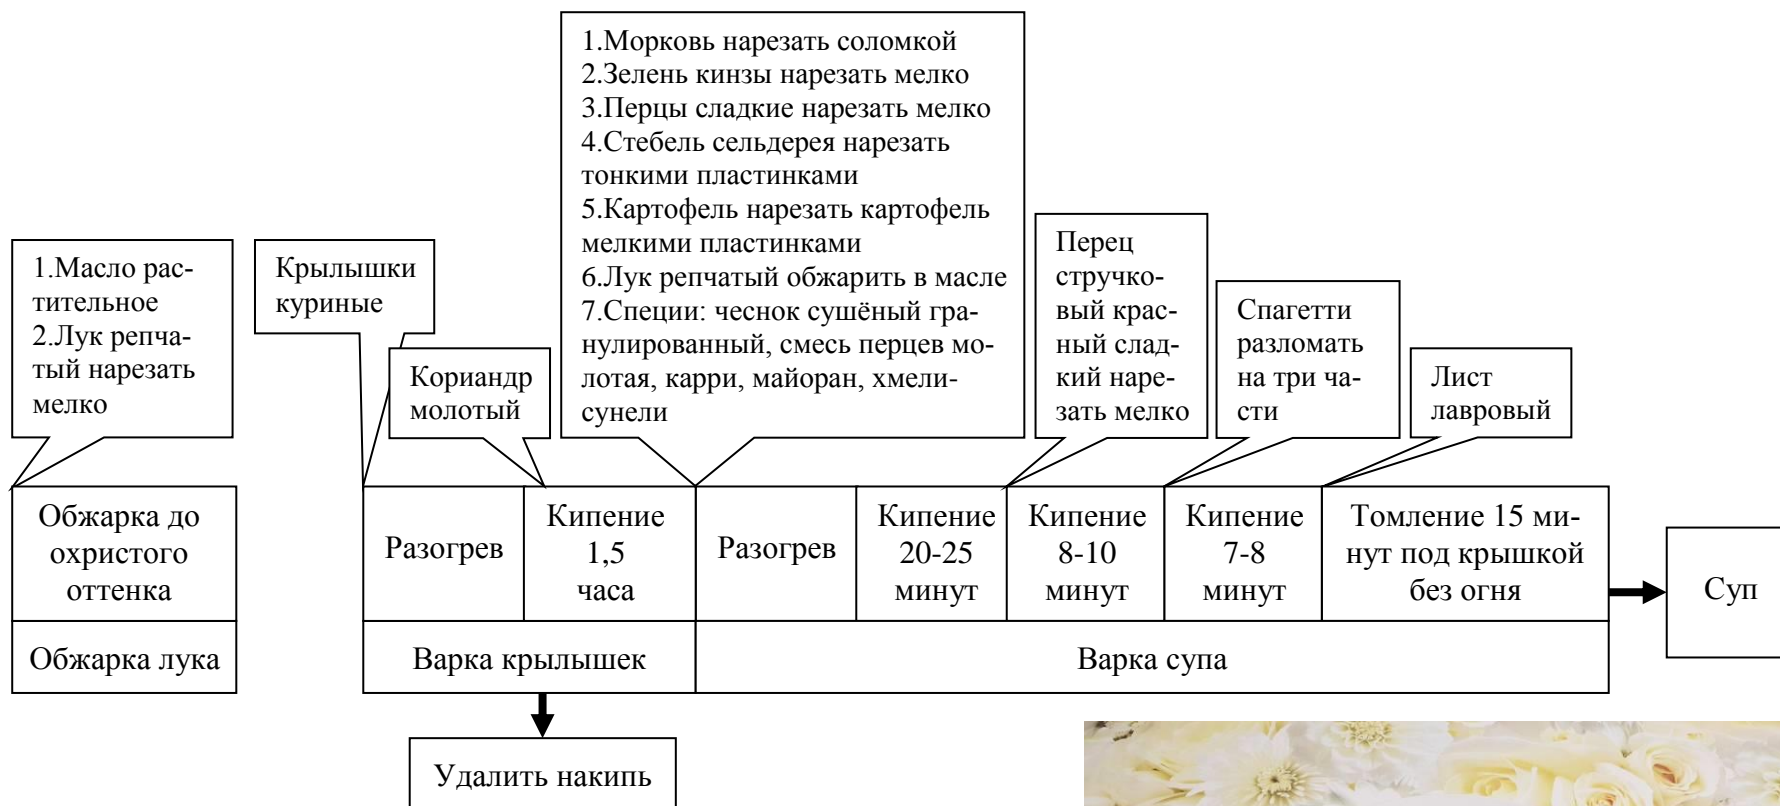 1.Масло рас-
тительное
2.Лук репча-
тый нарезать
мелко
Крылышки
куриные
Кориандр
молотый
1.Морковь нарезать соломкой
2.Зелень кинзы нарезать мелко
3.Перцы сладкие нарезать мелко
4.Стебель сельдерея нарезать
тонкими пластинками
5.Картофель нарезать картофель
мелкими пластинками
6.Лук репчатый обжарить в масле
7.Специи: чеснок сушёный гра-
нулированный, смесь перцев мо-
лотая, карри, майоран, хмели-
сунели
Перец
стручко-
вый крас-
ный слад-
кий наре-
зать мелко
Спагетти
разломать
на три ча-
сти
Лист
лавровый
Обжарка до
охристого
оттенка
Обжарка лука
Разогрев
Кипение
1,5
часа
Варка крылышек
Разогрев
Кипение
20-25
минут
Кипение
8-10
минут
Кипение
7-8
минут
Томление 15 ми-
нут под крышкой
без огня
Варка супа
Суп
Удалить накипь